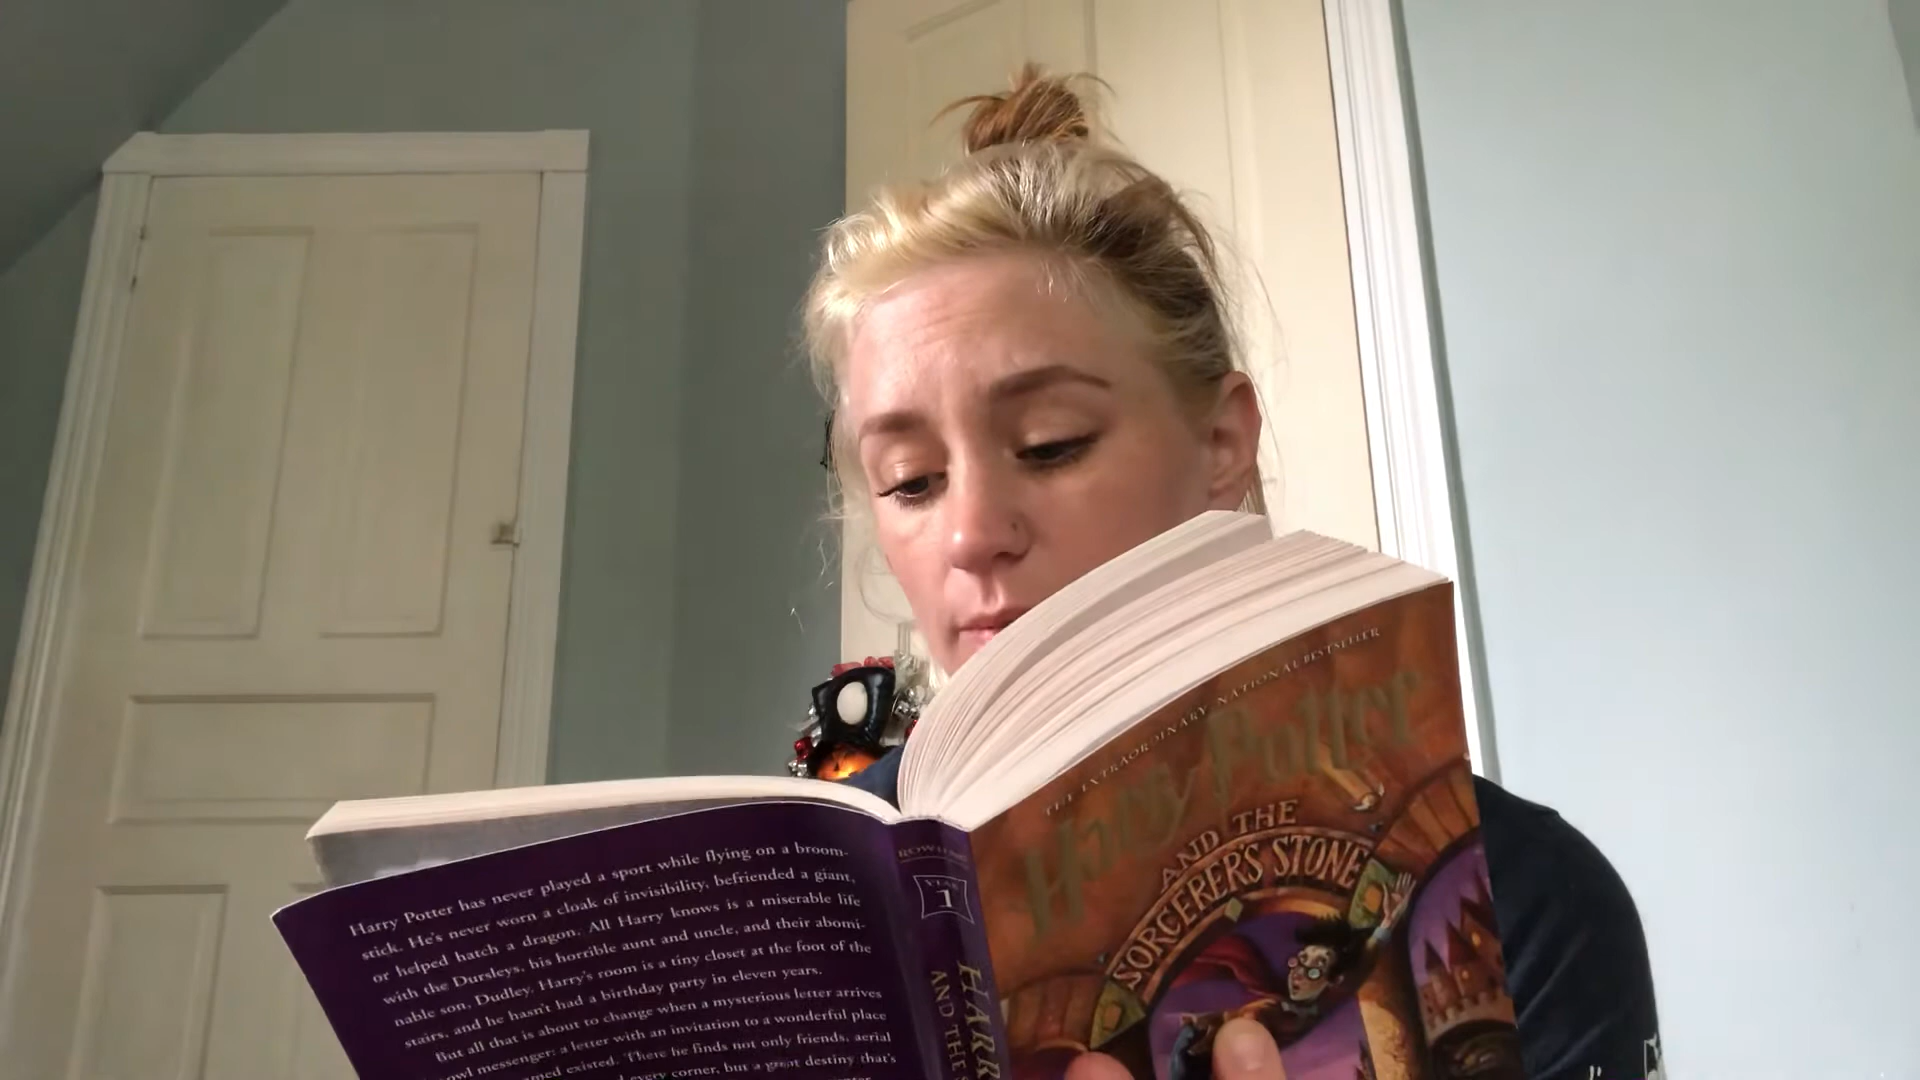 Harry Potter has never played a sport while flying on a broom-
stick. He's never worn a cloak of invisibility, befriended a giant,
or helped hatch a dragon. All Harry knows is a miserable life
with the Dursleys, his horrible aunt and uncle, and their abomi-
nable son, Dudley. Harry's room is a tiny closet at the foot of the
stairs, and he hasn't had a birthday party in eleven years.
But all that is about to change when a mysterious letter arrives
owl messenger: a letter with an invitation to a wonderful place
existed. There he finds not only friends, aerial
every corner, but a great destiny that's
ROWLING
YEAR
1
HARR
AND THE S
THE EXTRAORDINARY NATIONAL BESTSELLER
Harry Potter
AND THE
SORCERER'S STONE